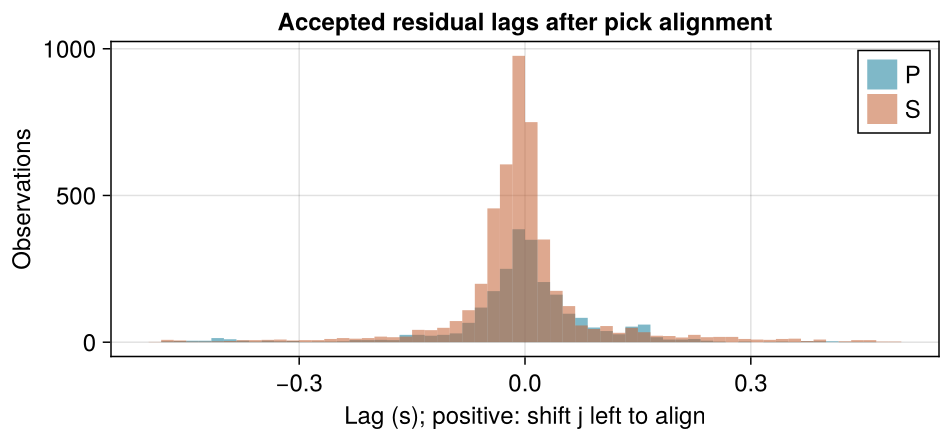 Accepted residual lags after pick alignment
1000
500
0
Observations
P
S
−0.3
0.0
0.3
Lag (s); positive: shift j left to align